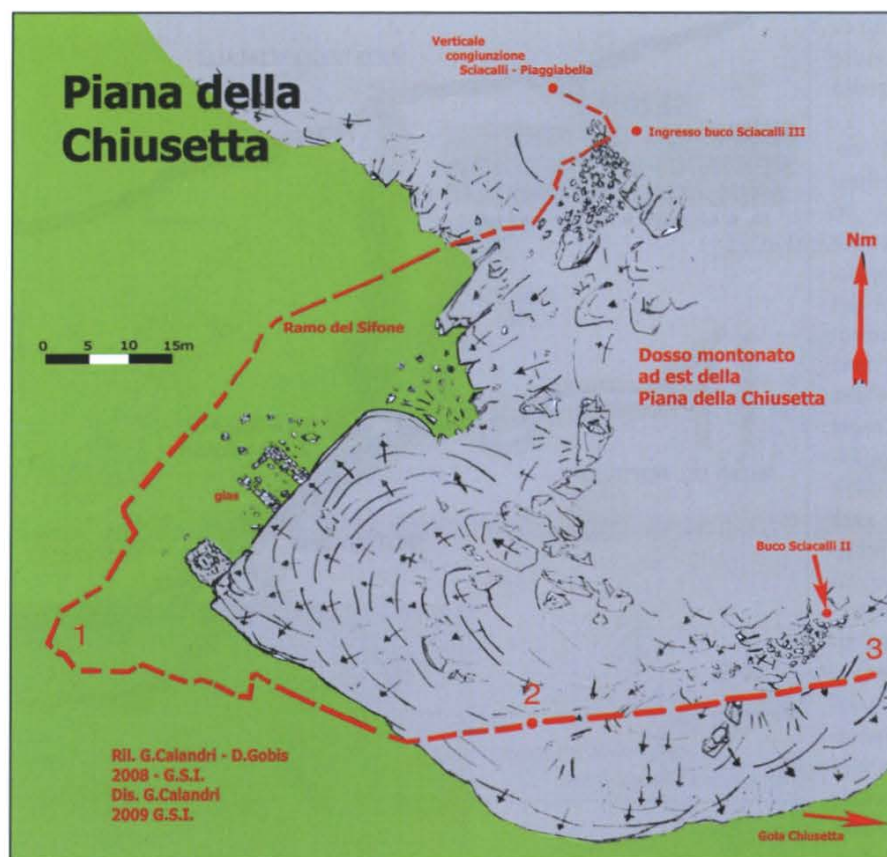 Piana della
Chiusetta
Verticale
congiunzione
Sciacalli - Piaggiabella
Ingresso buco Sciacalli III
Nm
0 5 10 15m
Ramo del Sifone
Dosso montonato
ad est della
Piana della Chiusetta
gias
Buco Sciacalli II
1
2
3
Ril. G.Calandri - D.Gobis
2008 - G.S.I.
Dis. G.Calandri
2009 G.S.I.
Gola Chiusetta